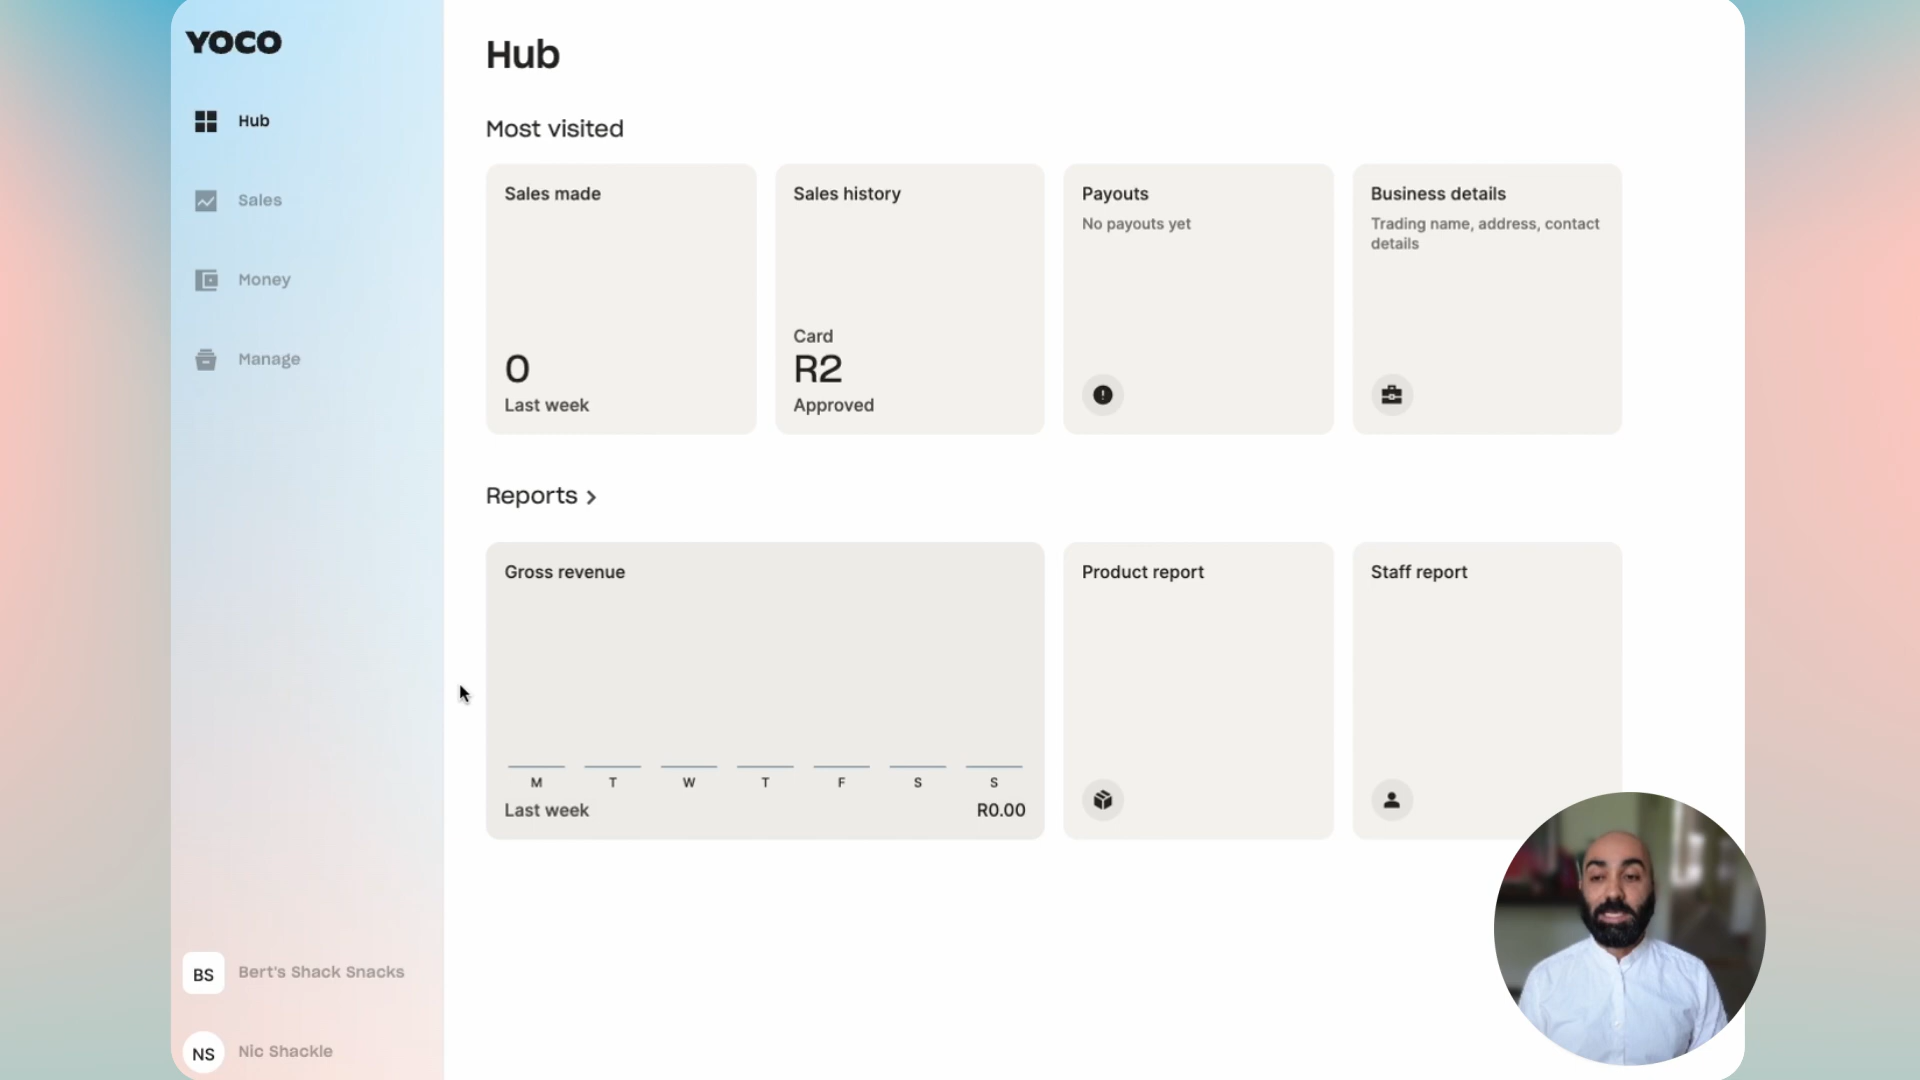 YOCO
Hub
Sales
Money
Manage
BS
Bert's Shack Snacks
NS
Nic Shackle
Hub
Most visited
Sales made
0
Last week
Sales history
Card
R2
Approved
Payouts
No payouts yet
Business details
Trading name, address, contact
details
Reports
Gross revenue
M T W T F S S
Last week R0.00
Product report
Staff report